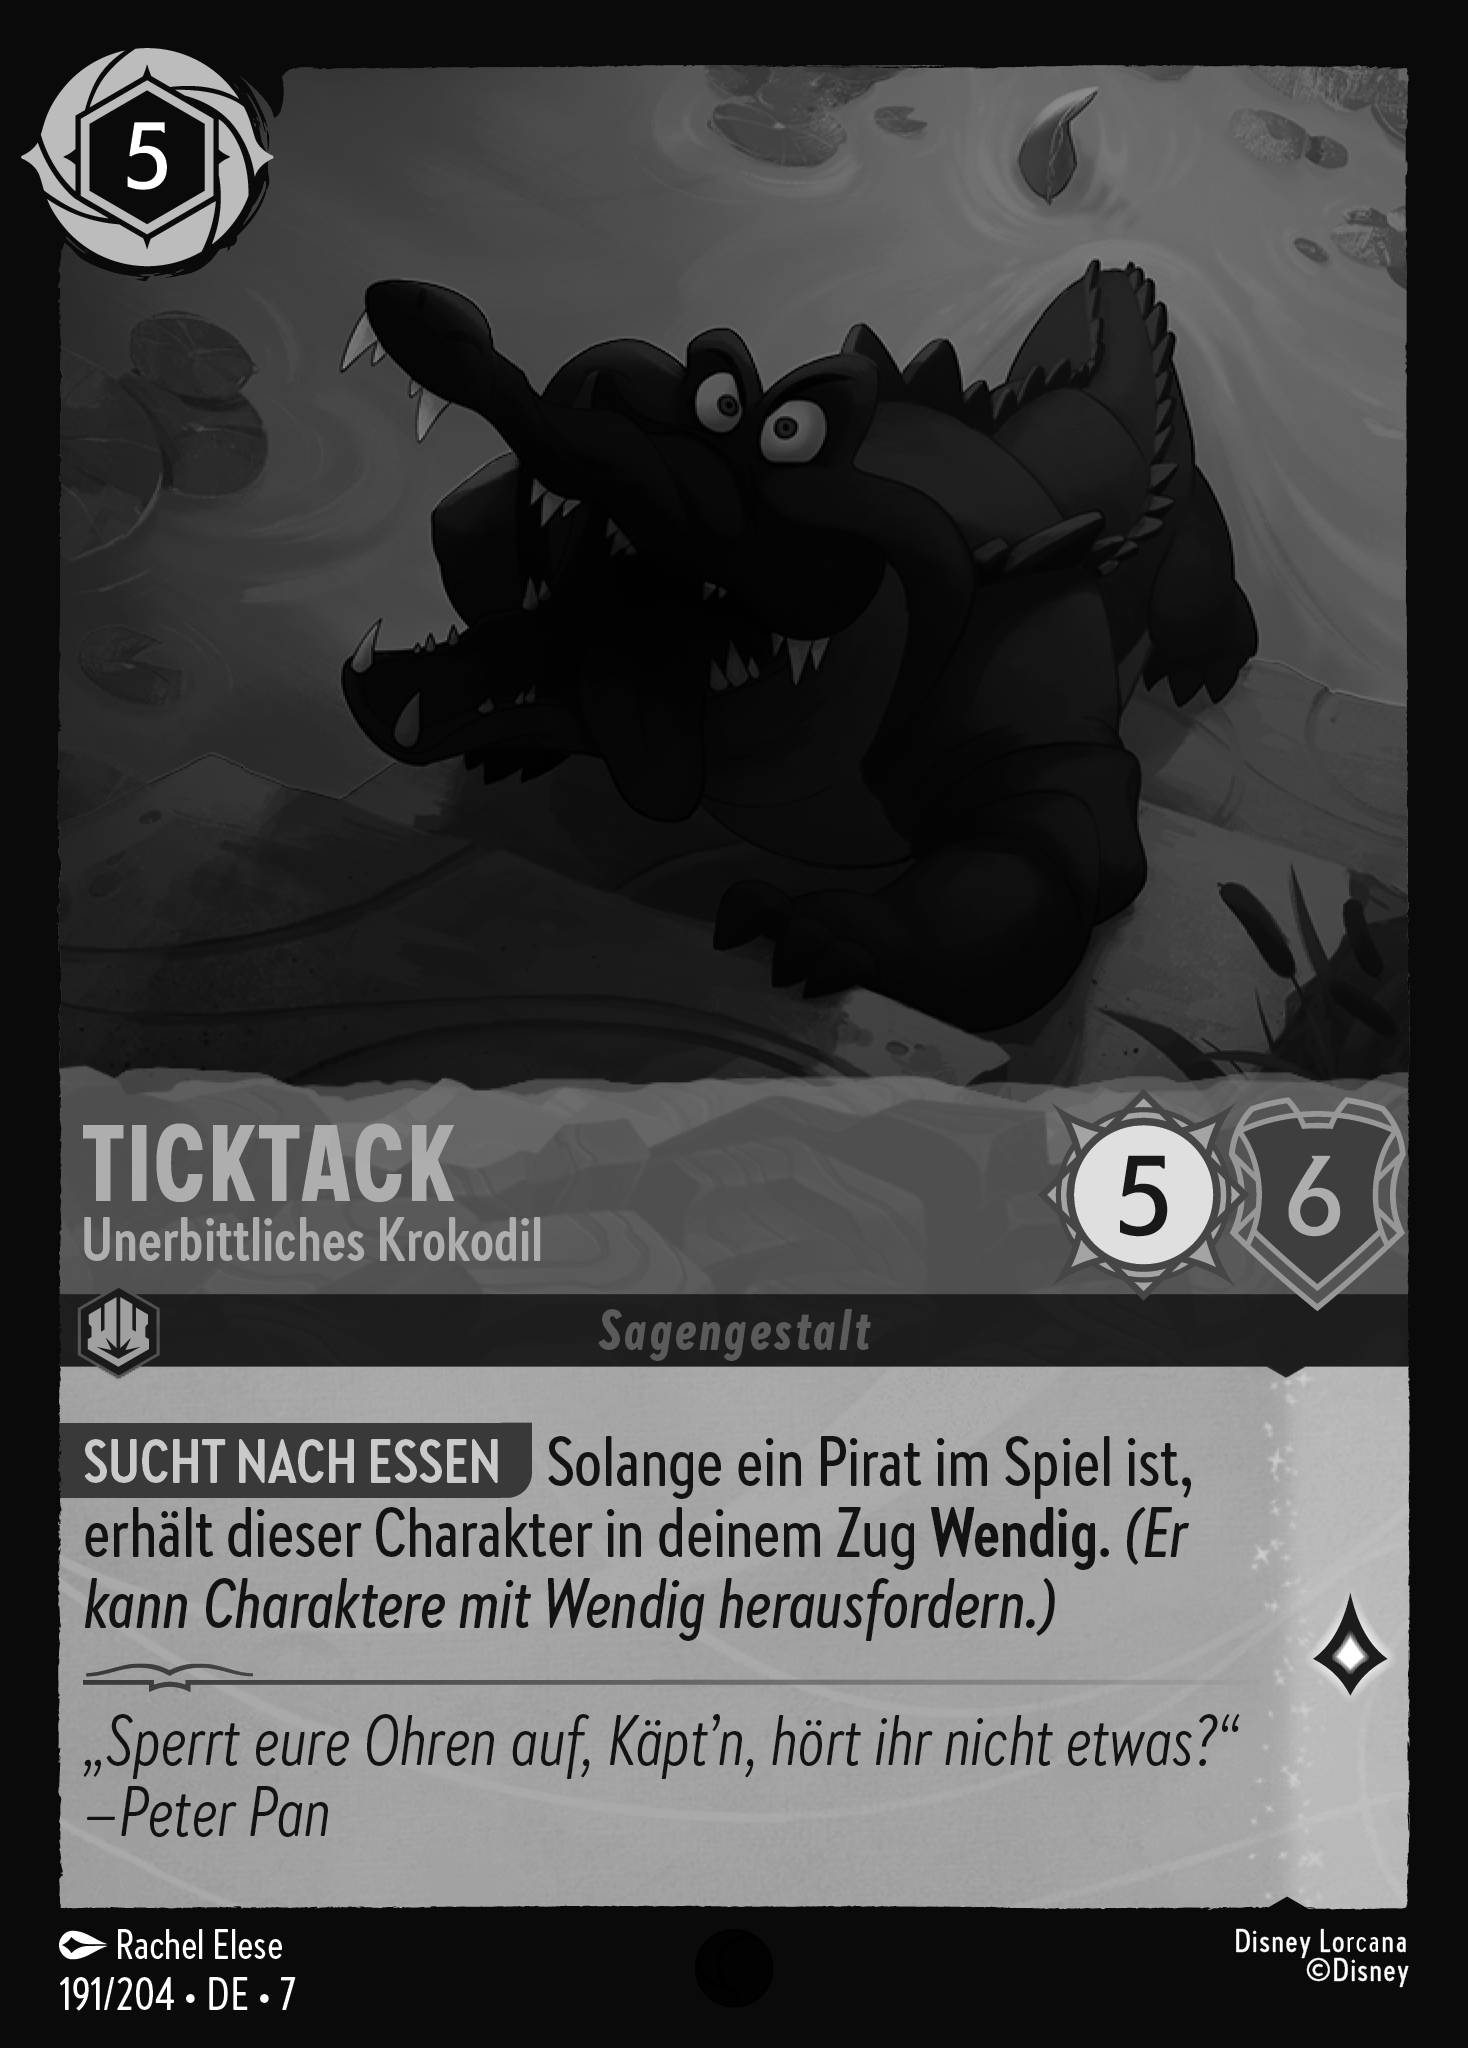 5
TICKTACK
Unerbittliches Krokodil
5
6
Sagengestalt
SUCHT NACH ESSEN Solange ein Pirat im Spiel ist,
erhält dieser Charakter in deinem Zug Wendig. (Er
kann Charaktere mit Wendig herausfordern.)
„Sperrt eure Ohren auf, Käpt’n, hört ihr nicht etwas?“
–Peter Pan
Rachel Elese
191/204 • DE • 7
Disney Lorcana
©Disney